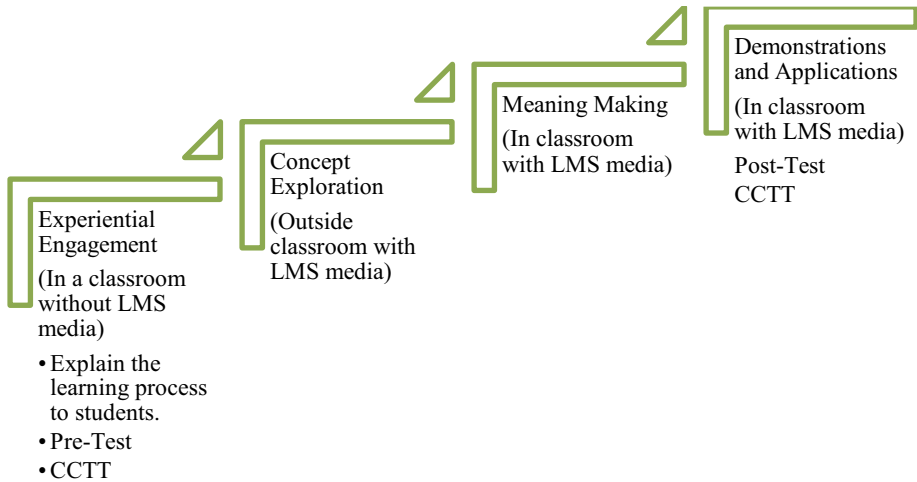 Experiential
Engagement
(In a classroom
without LMS
media)
• Explain the
learning process
to students.
• Pre-Test
• CCTT
Concept
Exploration
(Outside
classroom with
LMS media)
Meaning Making
(In classroom
with LMS media)
Demonstrations
and Applications
(In classroom
with LMS media)
Post-Test
CCTT